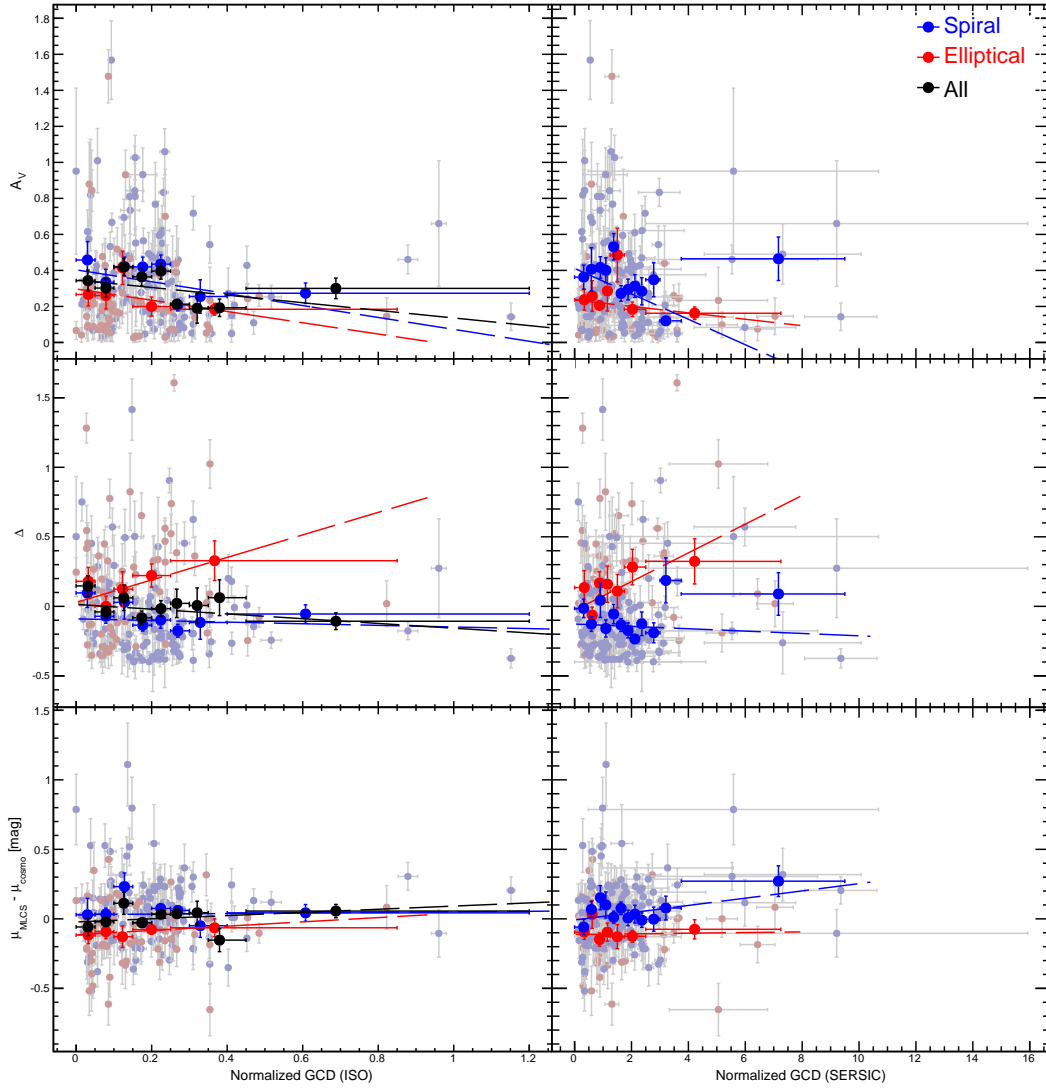 1.8
1.6
1.4
1.2
1
0.8
0.6
0.4
0.2
0
A_V
Spiral
Elliptical
All
1.5
1
0.5
0
-0.5
Δ
1.5
1
0.5
0
-0.5
μ_MLCS - μ_cosmo [mag]
0 0.2 0.4 0.6 0.8 1 1.2
Normalized GCD (ISO)
0 2 4 6 8 10 12 14 16
Normalized GCD (SERSIC)